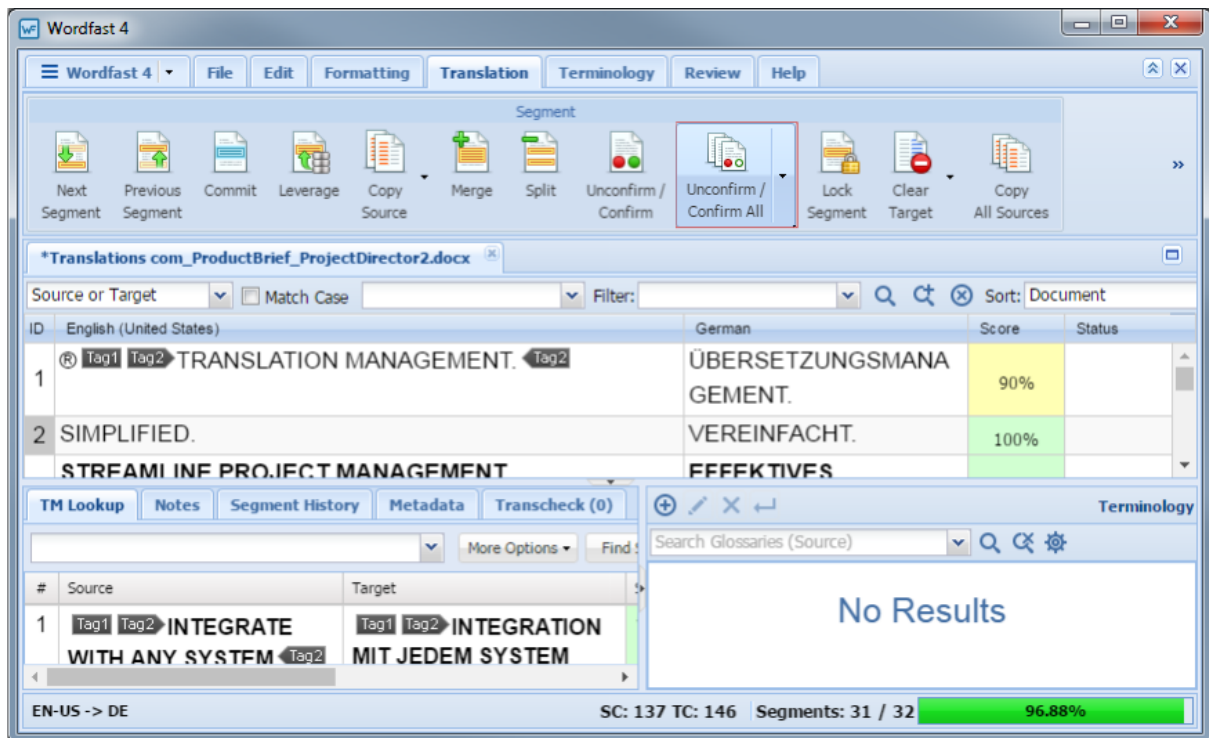 Wordfast 4
Wordfast 4 File Edit Formatting Translation Terminology Review Help
Segment
Next Segment
Previous Segment
Commit
Leverage
Copy Source
Merge
Split
Unconfirm / Confirm
Unconfirm / Confirm All
Lock Segment
Clear Target
Copy All Sources
»
*Translations com_ProductBrief_ProjectDirector2.docx
Source or Target Match Case Filter: Sort: Document
ID English (United States) German Score Status
1 ® Tag1 Tag2 TRANSLATION MANAGEMENT. Tag2 ÜBERSETZUNGSMANA
GEMENT. 90%
2 SIMPLIFIED. VEREINFACHT. 100%
STREAMLINE PROJECT MANAGEMENT EFFEKTIVES
TM Lookup Notes Segment History Metadata Transcheck (0)
More Options Find
# Source Target
1 Tag1 Tag2 INTEGRATE Tag1 Tag2 INTEGRATION
WITH ANY SYSTEM Tag2 MIT JEDEM SYSTEM
Terminology
Search Glossaries (Source)
No Results
EN-US -> DE SC: 137 TC: 146 Segments: 31 / 32 96.88%